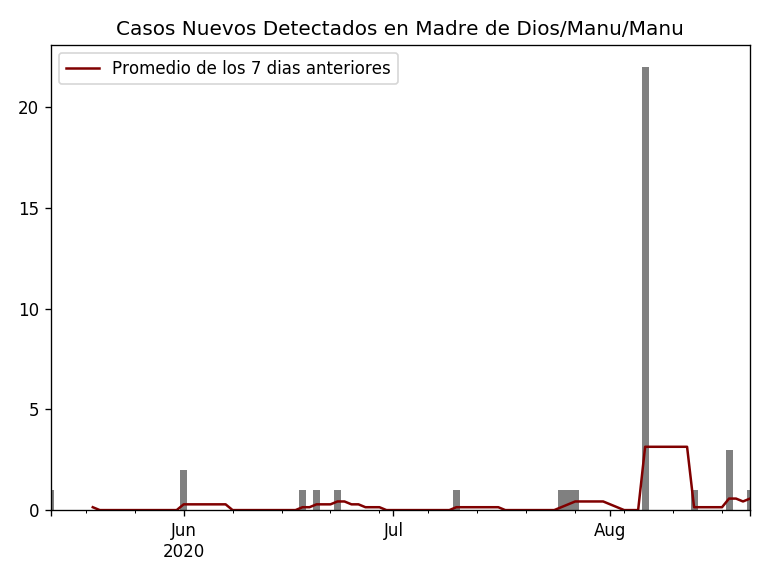 Casos Nuevos Detectados en Madre de Dios/Manu/Manu
Promedio de los 7 dias anteriores
20
15
10
5
0
Jun
2020
Jul
Aug